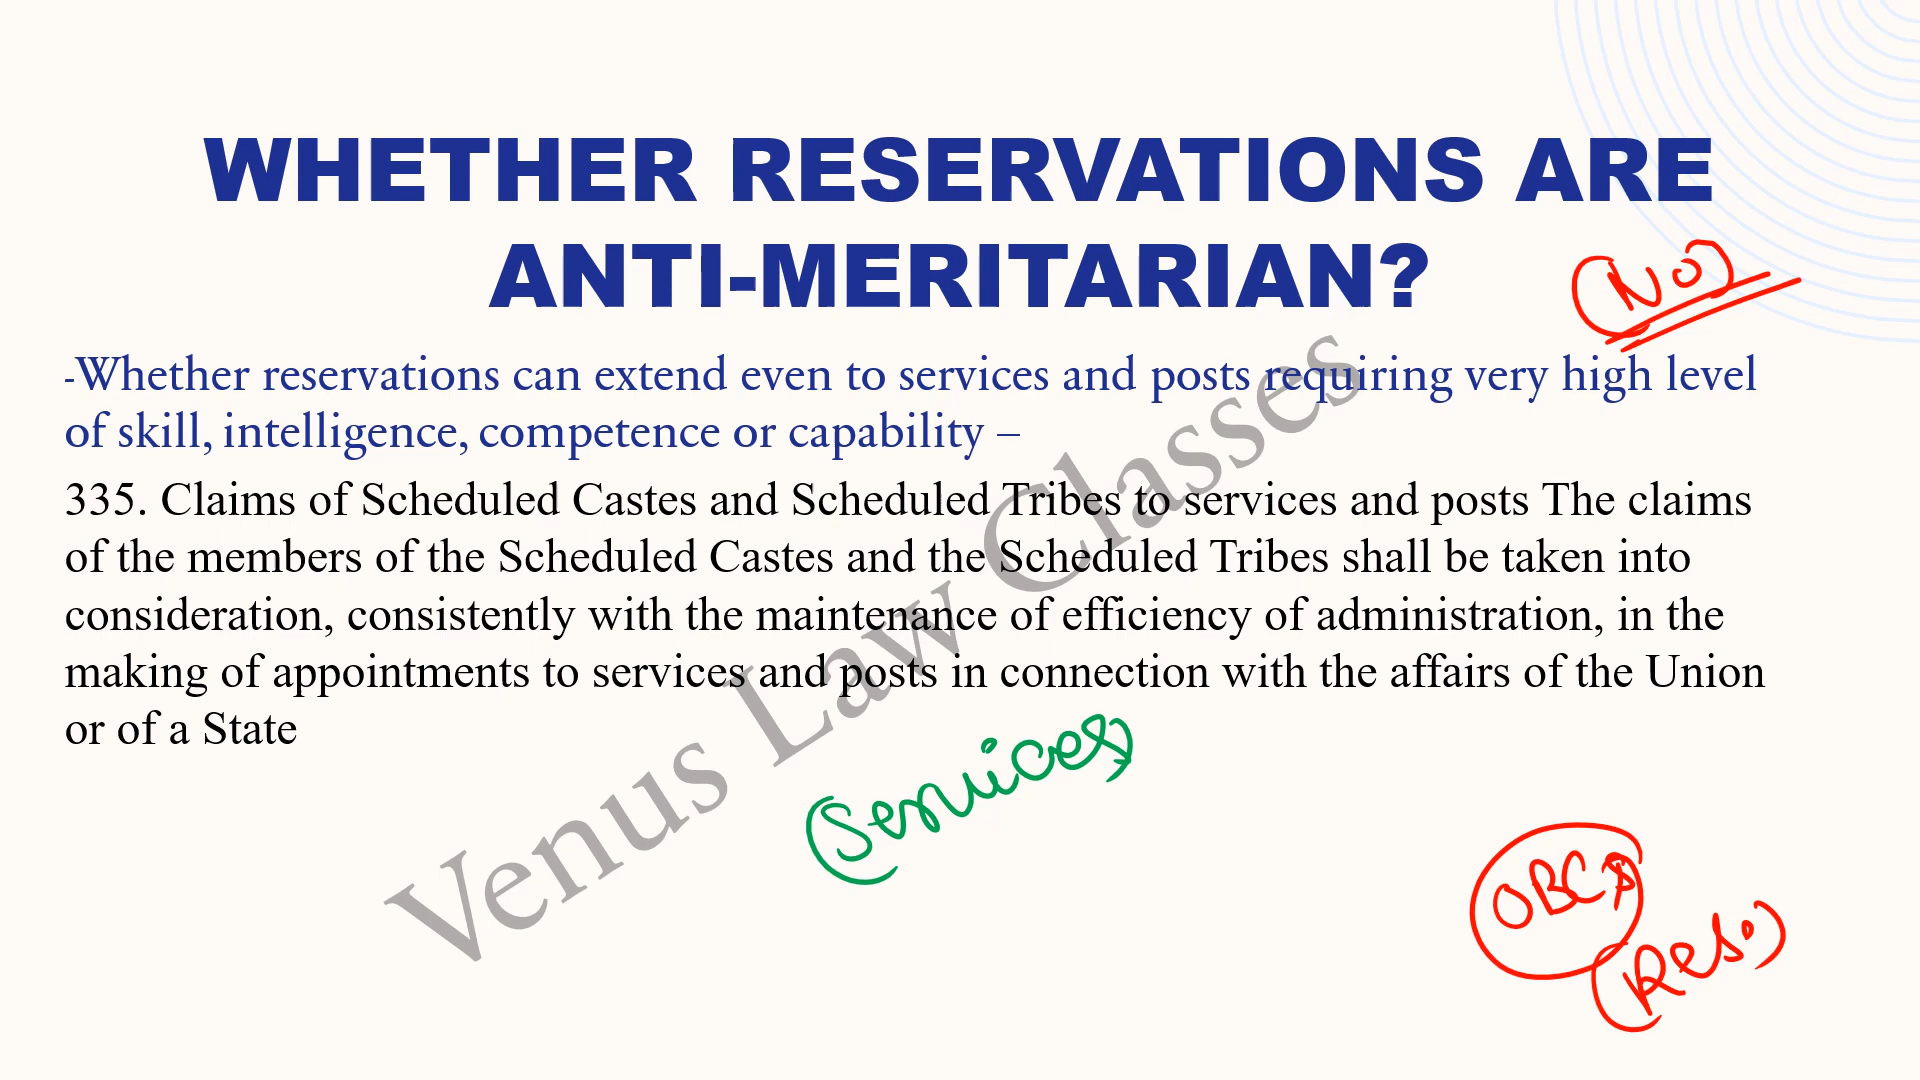 WHETHER RESERVATIONS ARE
ANTI-MERITARIAN?
(NO)
-Whether reservations can extend even to services and posts requiring very high level
of skill, intelligence, competence or capability –
335. Claims of Scheduled Castes and Scheduled Tribes to services and posts The claims
of the members of the Scheduled Castes and the Scheduled Tribes shall be taken into
consideration, consistently with the maintenance of efficiency of administration, in the
making of appointments to services and posts in connection with the affairs of the Union
or of a State
Venus Law Classes
(Services)
OBCs
(Res.)